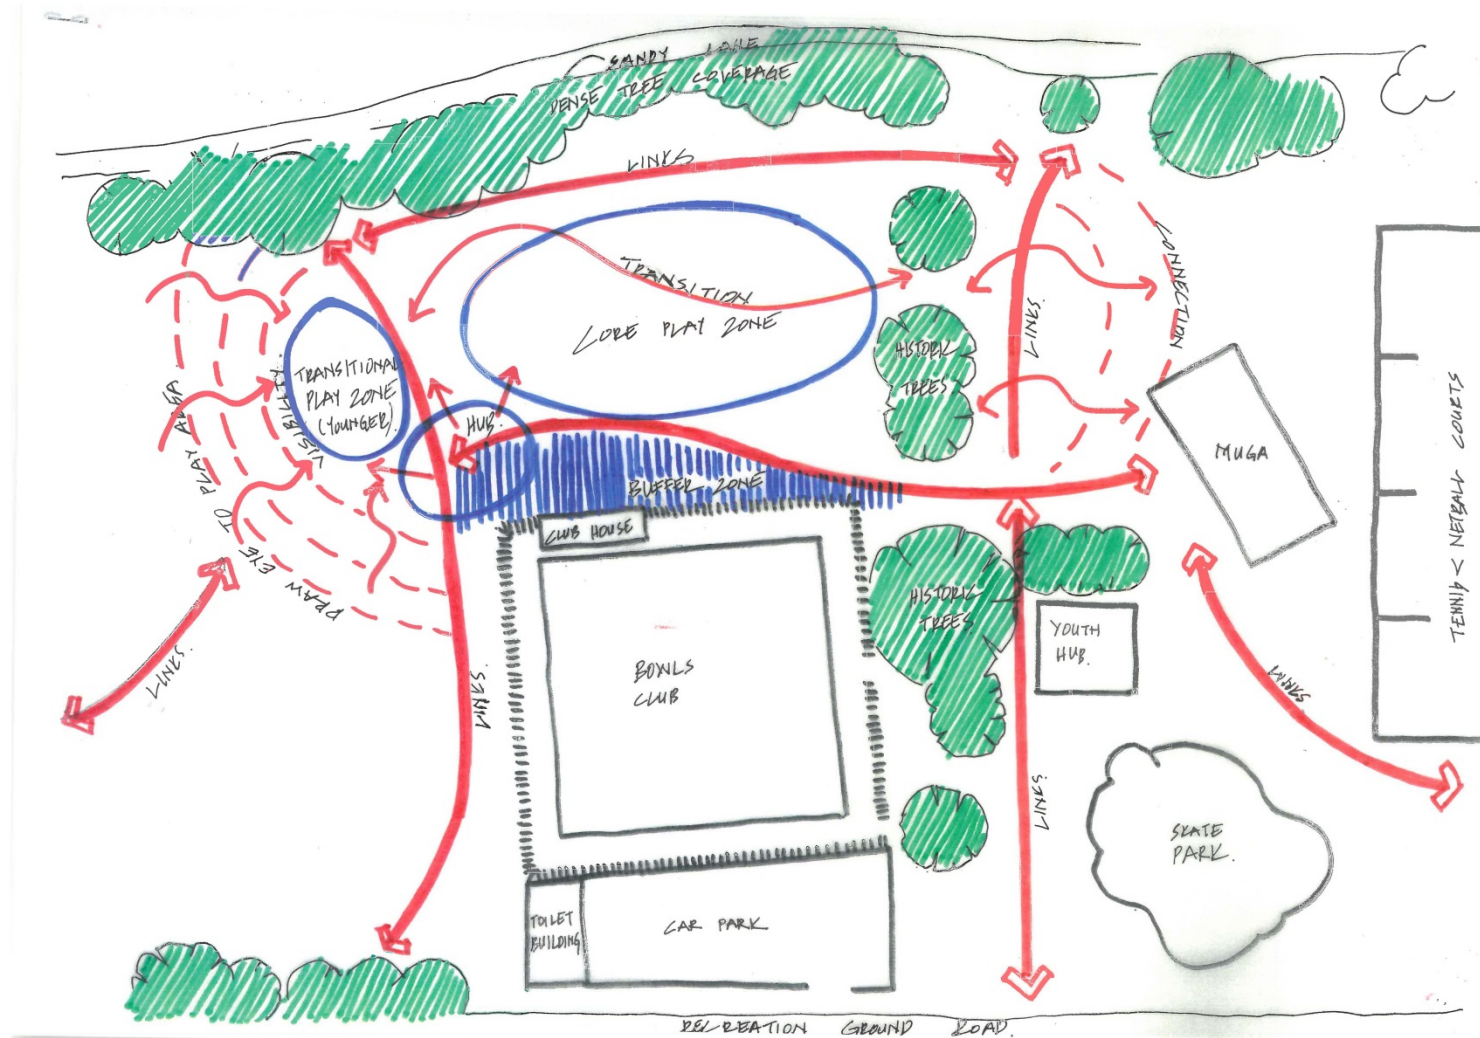 SANDY LANE
DENSE TREE COVERAGE
LINKS
TRANSITION
CORE PLAY ZONE
CONNECTION
LINKS.
HISTORIC
TREES
TRANSITIONAL
PLAY ZONE
(YOUNGER).
HUB.
VISIBILITY.
DRAW EYE TO PLAY AREA.
BUFFER ZONE
CLUB HOUSE
MUGA
TENNIS < NETBALL COURTS
HISTORIC
TREES.
YOUTH
HUB.
BOWLS
CLUB
LINKS.
LINKS.
LINKS
LINKS.
SKATE
PARK.
TOILET
BUILDING
CAR PARK
RECREATION GROUND ROAD.